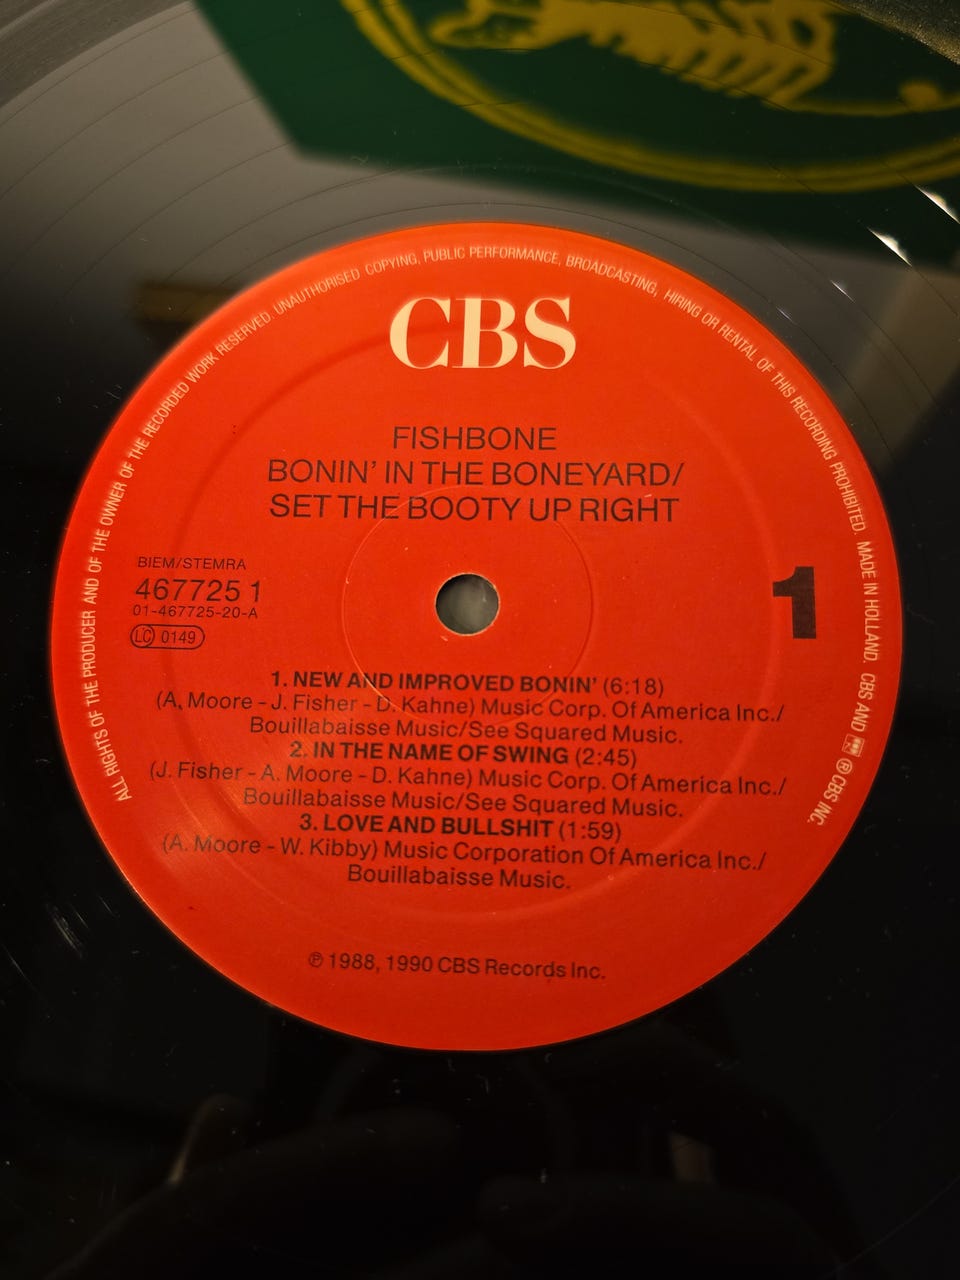 ALL RIGHTS OF THE PRODUCER AND OF THE OWNER OF THE RECORDED WORK RESERVED. UNAUTHORISED COPYING, PUBLIC PERFORMANCE, BROADCASTING, HIRING OR RENTAL OF THIS RECORDING PROHIBITED. MADE IN HOLLAND. CBS AND ® CBS INC.
CBS
FISHBONE
BONIN' IN THE BONEYARD/
SET THE BOOTY UP RIGHT
BIEM/STEMRA
467725 1
01-467725-20-A
LC 0149
1
1. NEW AND IMPROVED BONIN' (6:18)
(A, Moore - J. Fisher - D. Kahne) Music Corp. Of America Inc./
Bouillabaisse Music/See Squared Music.
2. IN THE NAME OF SWING (2:45)
(J. Fisher - A. Moore - D. Kahne) Music Corp. Of America Inc./
Bouillabaisse Music/See Squared Music.
3. LOVE AND BULLSHIT (1:59)
(A. Moore - W. Kibby) Music Corporation Of America Inc./
Bouillabaisse Music.
℗ 1988, 1990 CBS Records Inc.